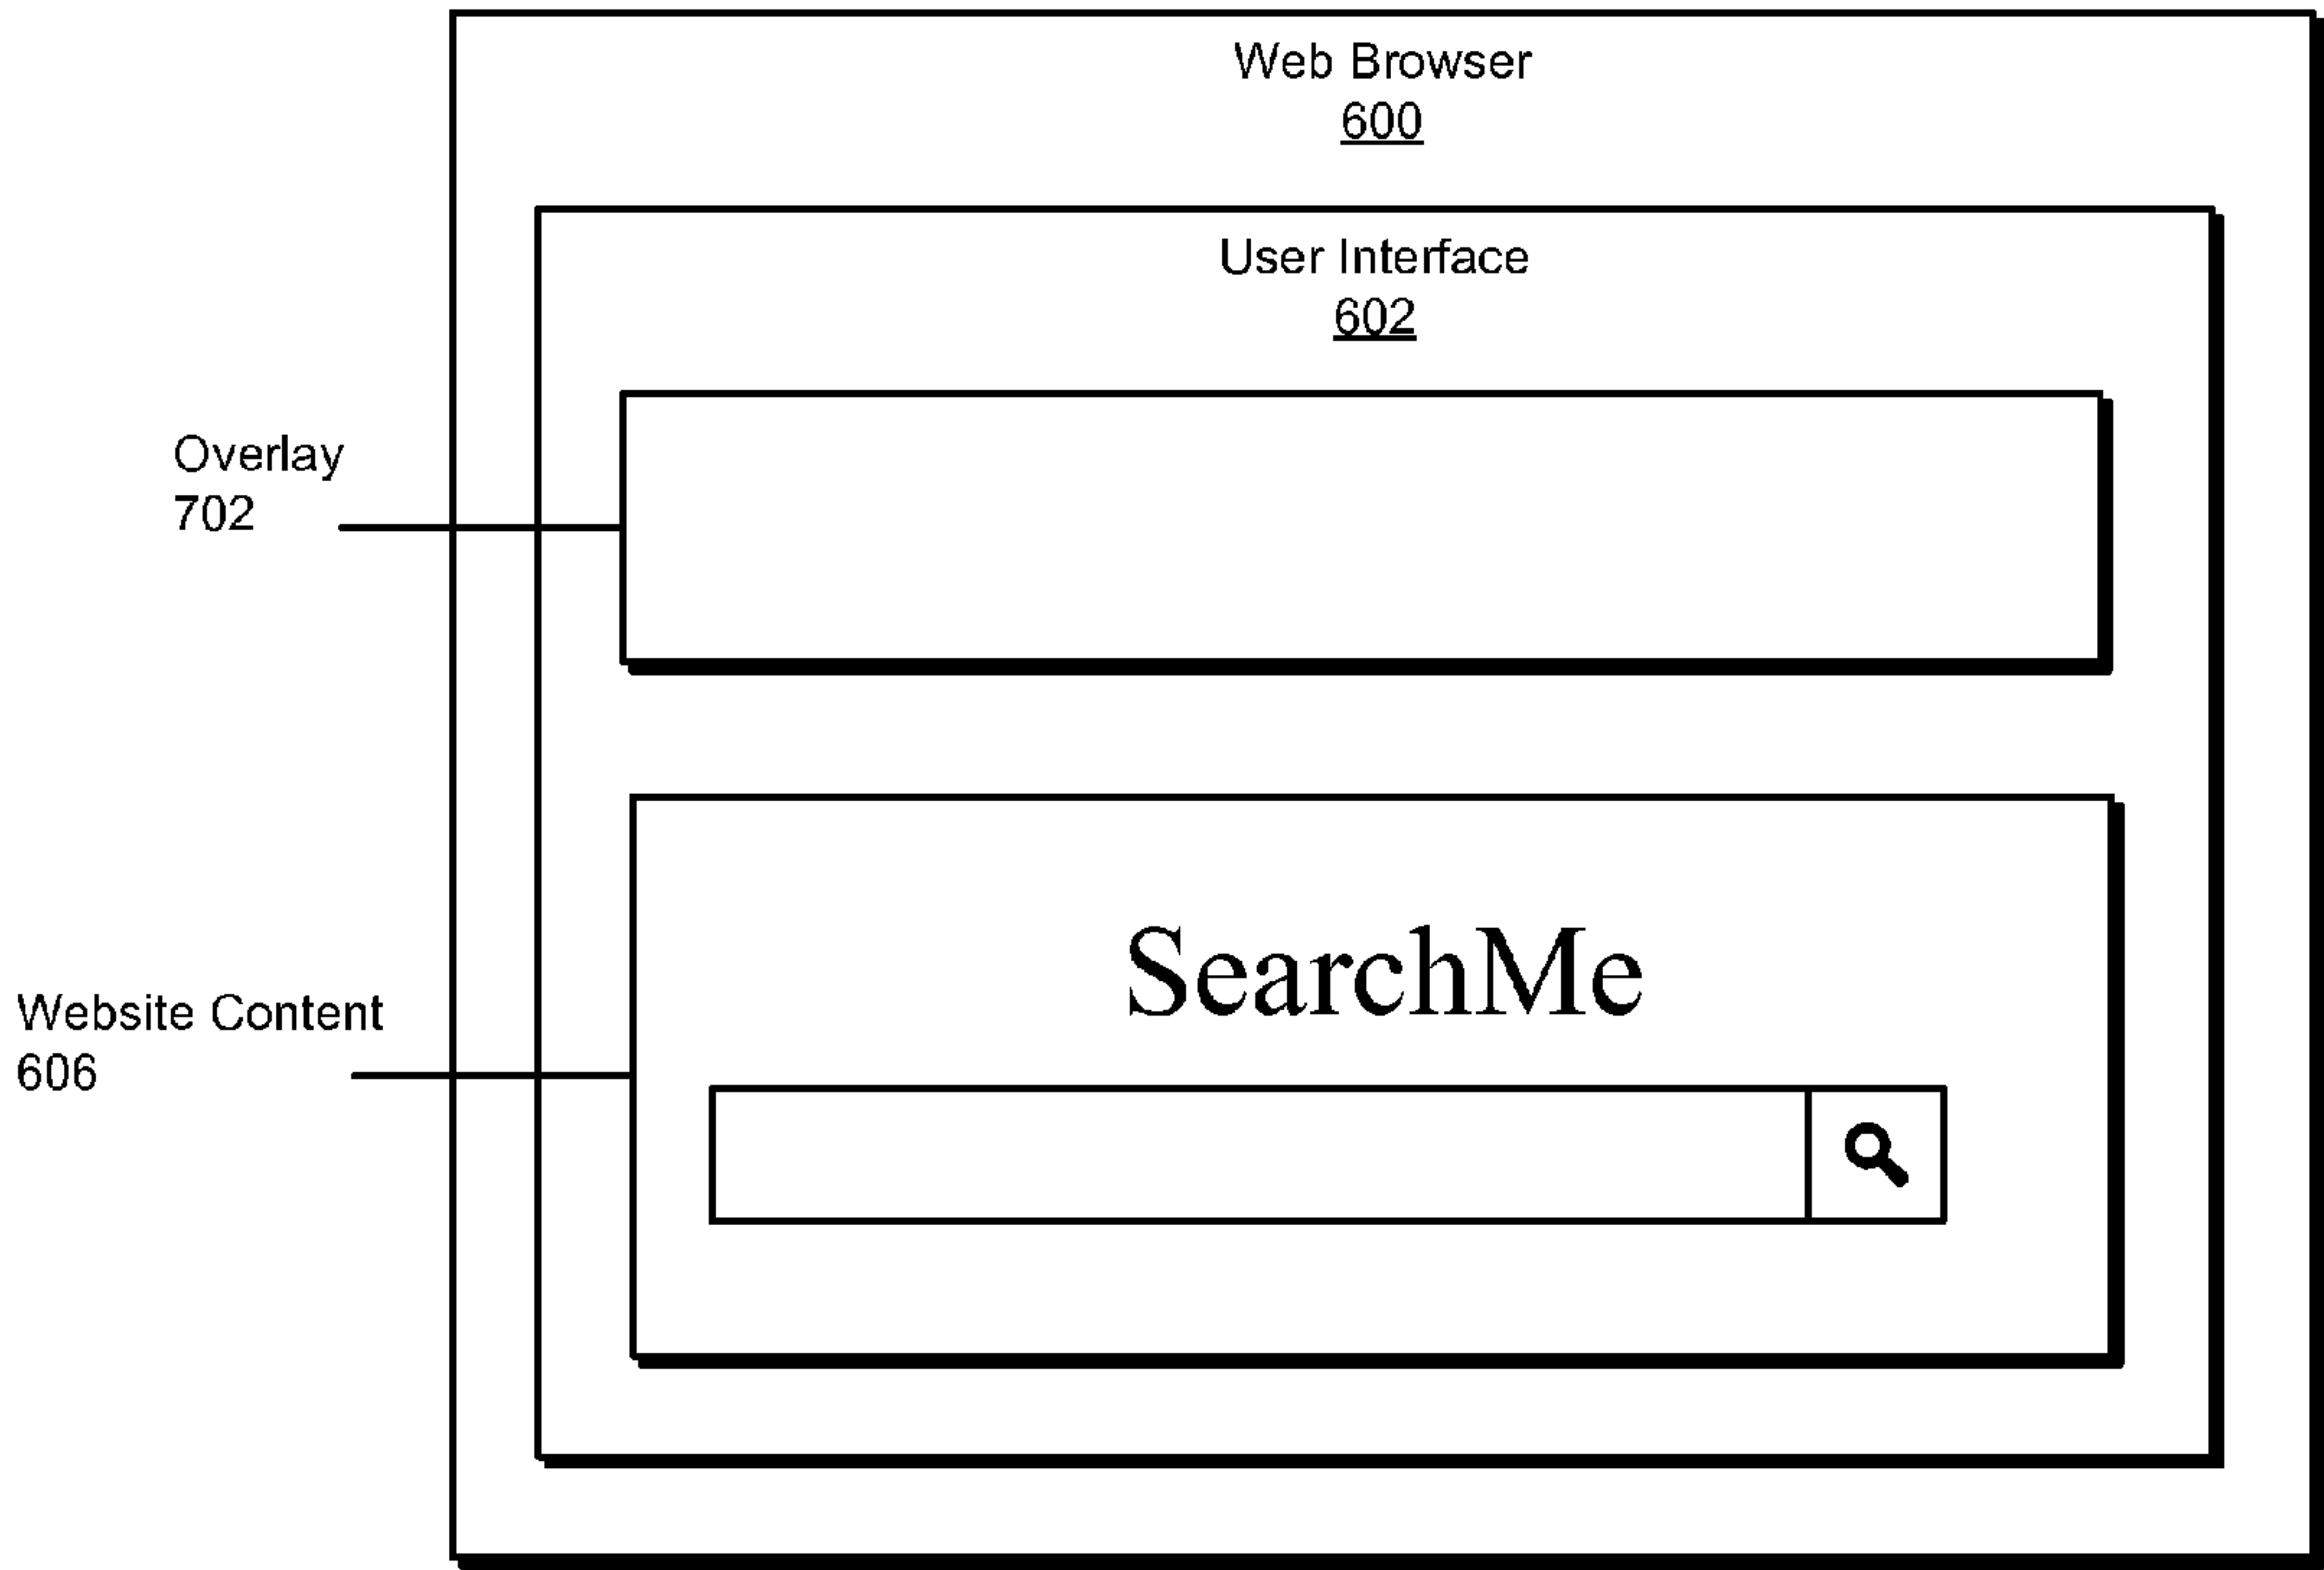 Web Browser
600
User Interface
602
Overlay
702
SearchMe
Website Content
606